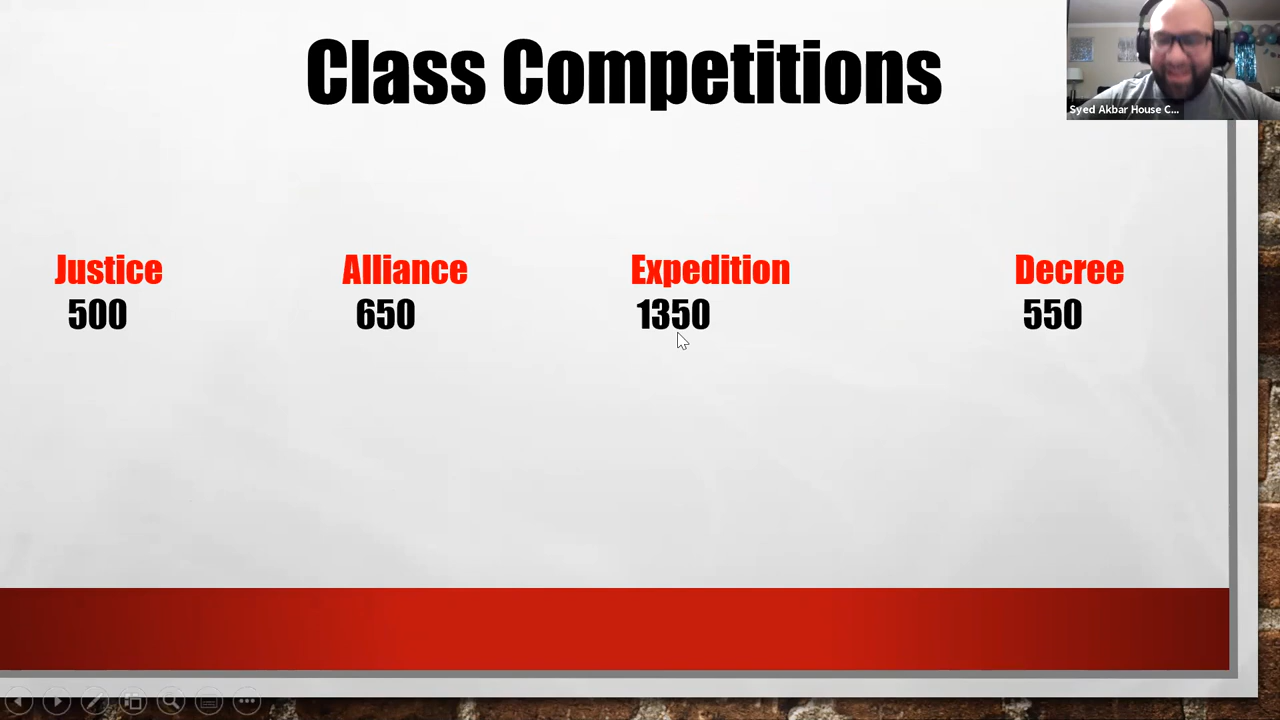 Class Competitions
Syed Akbar House C...
Justice Alliance Expedition Decree
500 650 1350 550